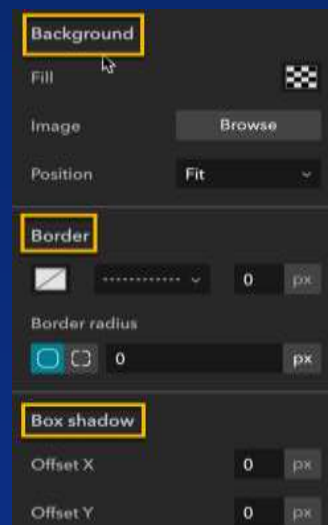 Background
Fill
Image Browse
Position Fit
Border
0 px
Border radius
0 px
Box shadow
Offset X 0 px
Offset Y 0 px